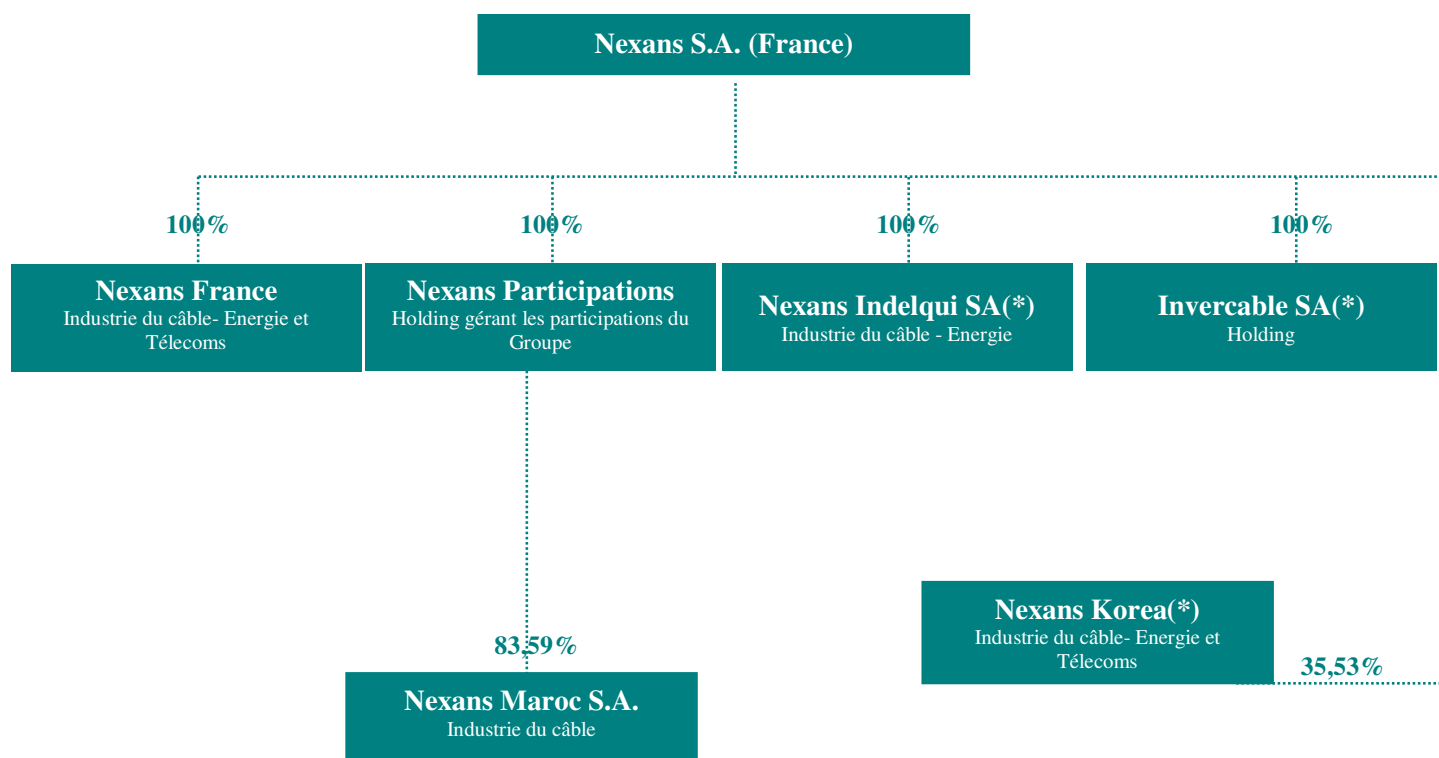 Nexans S.A. (France)
100%
100%
100%
100%
Nexans France
Industrie du câble- Energie et
Télecoms
Nexans Participations
Holding gérant les participations du
Groupe
Nexans Indelqui SA(*)
Industrie du câble - Energie
Invercable SA(*)
Holding
Nexans Korea(*)
Industrie du câble- Energie et
Télecoms
83,59%
35,53%
Nexans Maroc S.A.
Industrie du câble